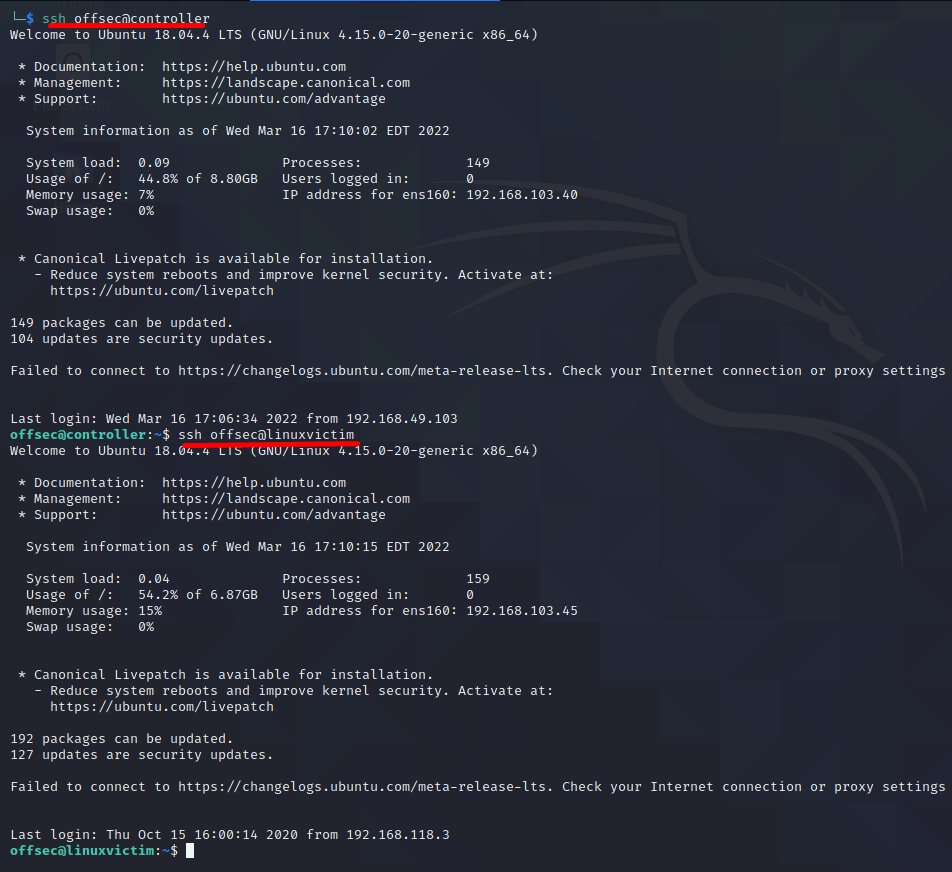 └─$ ssh offsec@controller
Welcome to Ubuntu 18.04.4 LTS (GNU/Linux 4.15.0-20-generic x86_64)
* Documentation: https://help.ubuntu.com
* Management: https://landscape.canonical.com
* Support: https://ubuntu.com/advantage
System information as of Wed Mar 16 17:10:02 EDT 2022
System load: 0.09 Processes: 149
Usage of /: 44.8% of 8.80GB Users logged in: 0
Memory usage: 7% IP address for ens160: 192.168.103.40
Swap usage: 0%
* Canonical Livepatch is available for installation.
- Reduce system reboots and improve kernel security. Activate at:
https://ubuntu.com/livepatch
149 packages can be updated.
104 updates are security updates.
Failed to connect to https://changelogs.ubuntu.com/meta-release-lts. Check your Internet connection or proxy settings
Last login: Wed Mar 16 17:06:34 2022 from 192.168.49.103
offsec@controller:~$ ssh offsec@linuxvictim
Welcome to Ubuntu 18.04.4 LTS (GNU/Linux 4.15.0-20-generic x86_64)
* Documentation: https://help.ubuntu.com
* Management: https://landscape.canonical.com
* Support: https://ubuntu.com/advantage
System information as of Wed Mar 16 17:10:15 EDT 2022
System load: 0.04 Processes: 159
Usage of /: 54.2% of 6.87GB Users logged in: 0
Memory usage: 15% IP address for ens160: 192.168.103.45
Swap usage: 0%
* Canonical Livepatch is available for installation.
- Reduce system reboots and improve kernel security. Activate at:
https://ubuntu.com/livepatch
192 packages can be updated.
127 updates are security updates.
Failed to connect to https://changelogs.ubuntu.com/meta-release-lts. Check your Internet connection or proxy settings
Last login: Thu Oct 15 16:00:14 2020 from 192.168.118.3
offsec@linuxvictim:~$